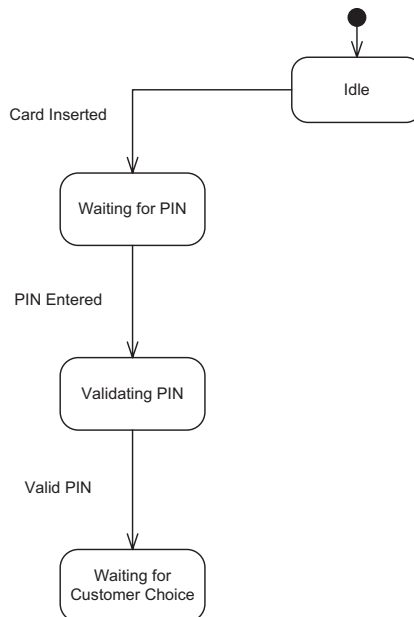 Idle
Card Inserted
Waiting for PIN
PIN Entered
Validating PIN
Valid PIN
Waiting for
Customer Choice